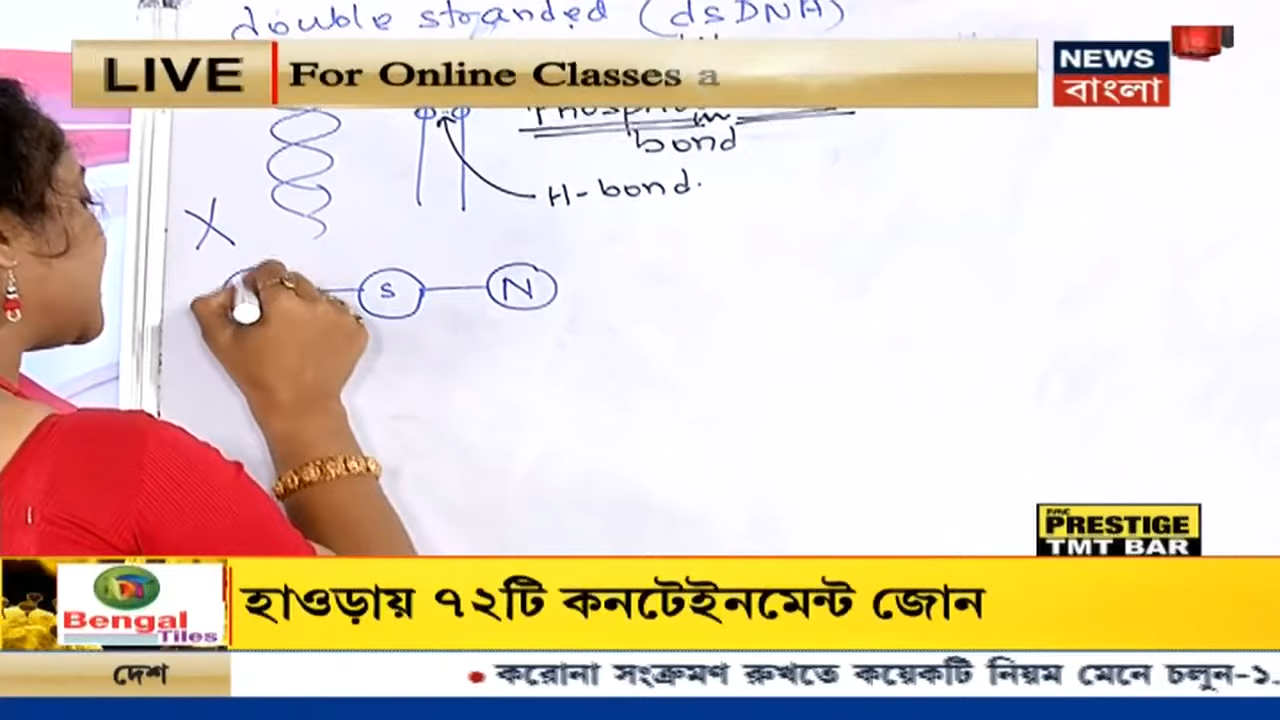 double stranded (dsDNA)
LIVE
For Online Classes a
NEWS
বাংলা
bond
H-bond.
X
S
N
PRESTIGE
TMT BAR
Bengal
Tiles
হাওড়ায় ৭২টি কনটেইনমেন্ট জোন
দেশ
• করোনা সংক্রমণ রুখতে কয়েকটি নিয়ম মেনে চলুন-১.